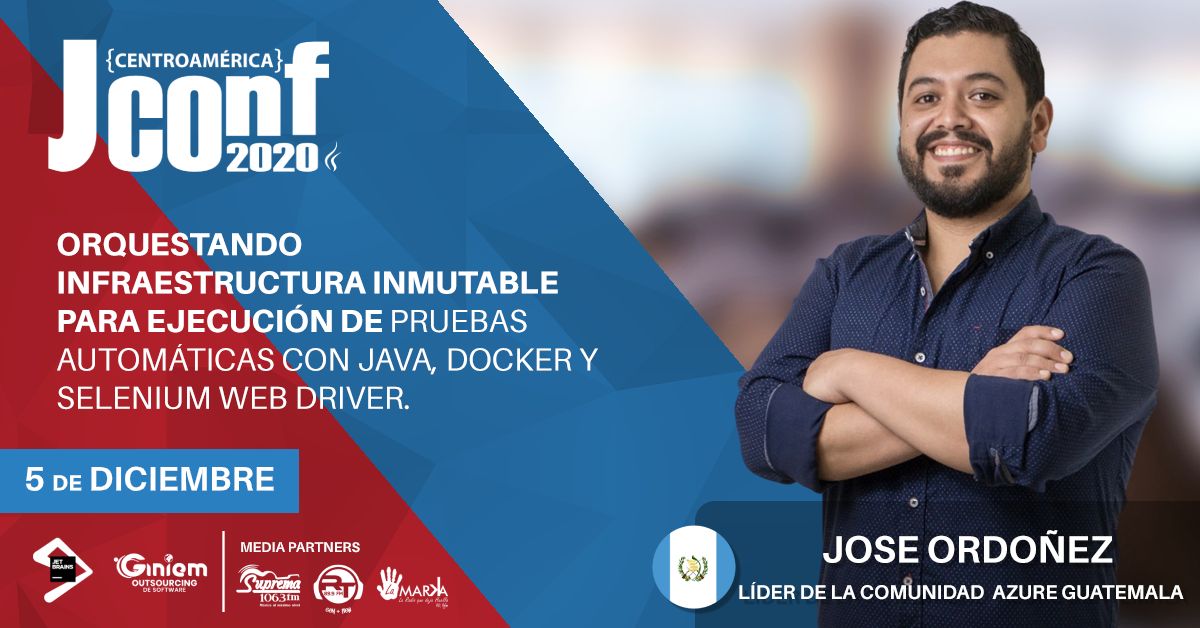 {CENTROAMÉRICA}
Jconf
2020
ORQUESTANDO
INFRAESTRUCTURA INMUTABLE
PARA EJECUCIÓN DE PRUEBAS
AUTOMÁTICAS CON JAVA, DOCKER Y
SELENIUM WEB DRIVER.
5 DE DICIEMBRE
JET
BRAINS
Giniem
OUTSOURCING
DE SOFTWARE
MEDIA PARTNERS
Suprema
106.3fm
La MARKA
JOSE ORDOÑEZ
LÍDER DE LA COMUNIDAD AZURE GUATEMALA